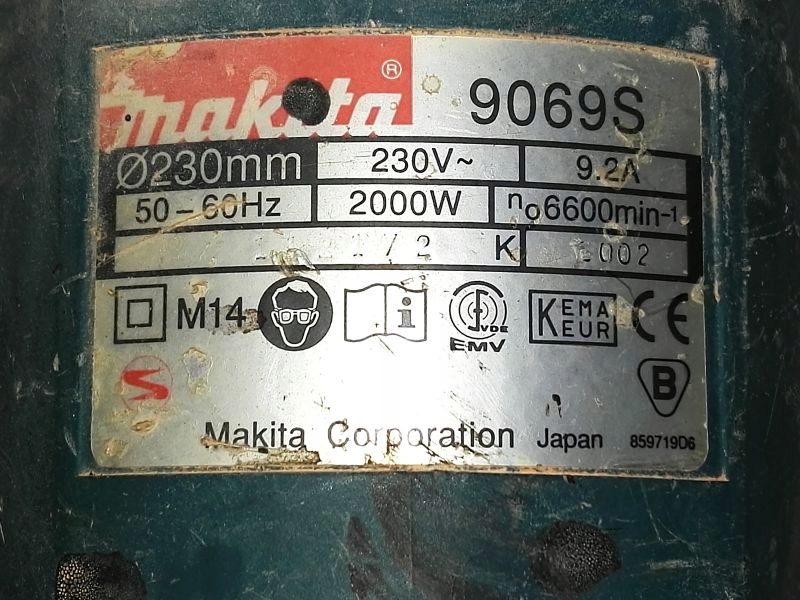 makita ® 9069S
Ø230mm 230V~ 9.2A
50-60Hz 2000W n₀6600min⁻¹
K
M14 i VDE EMV KEMA KEUR CE
S B
Makita Corporation Japan 859719D6